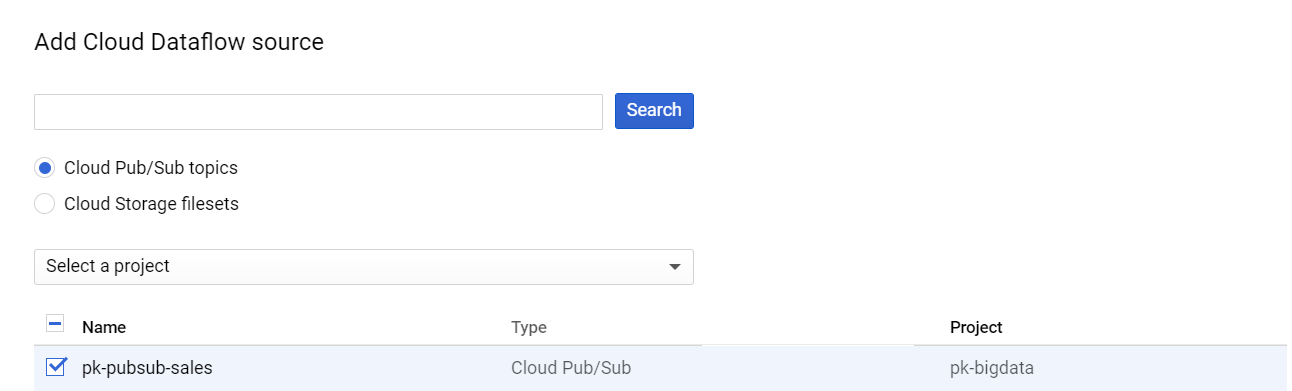 Add Cloud Dataflow source
Search
Cloud Pub/Sub topics
Cloud Storage filesets
Select a project
Name Type Project
pk-pubsub-sales Cloud Pub/Sub pk-bigdata